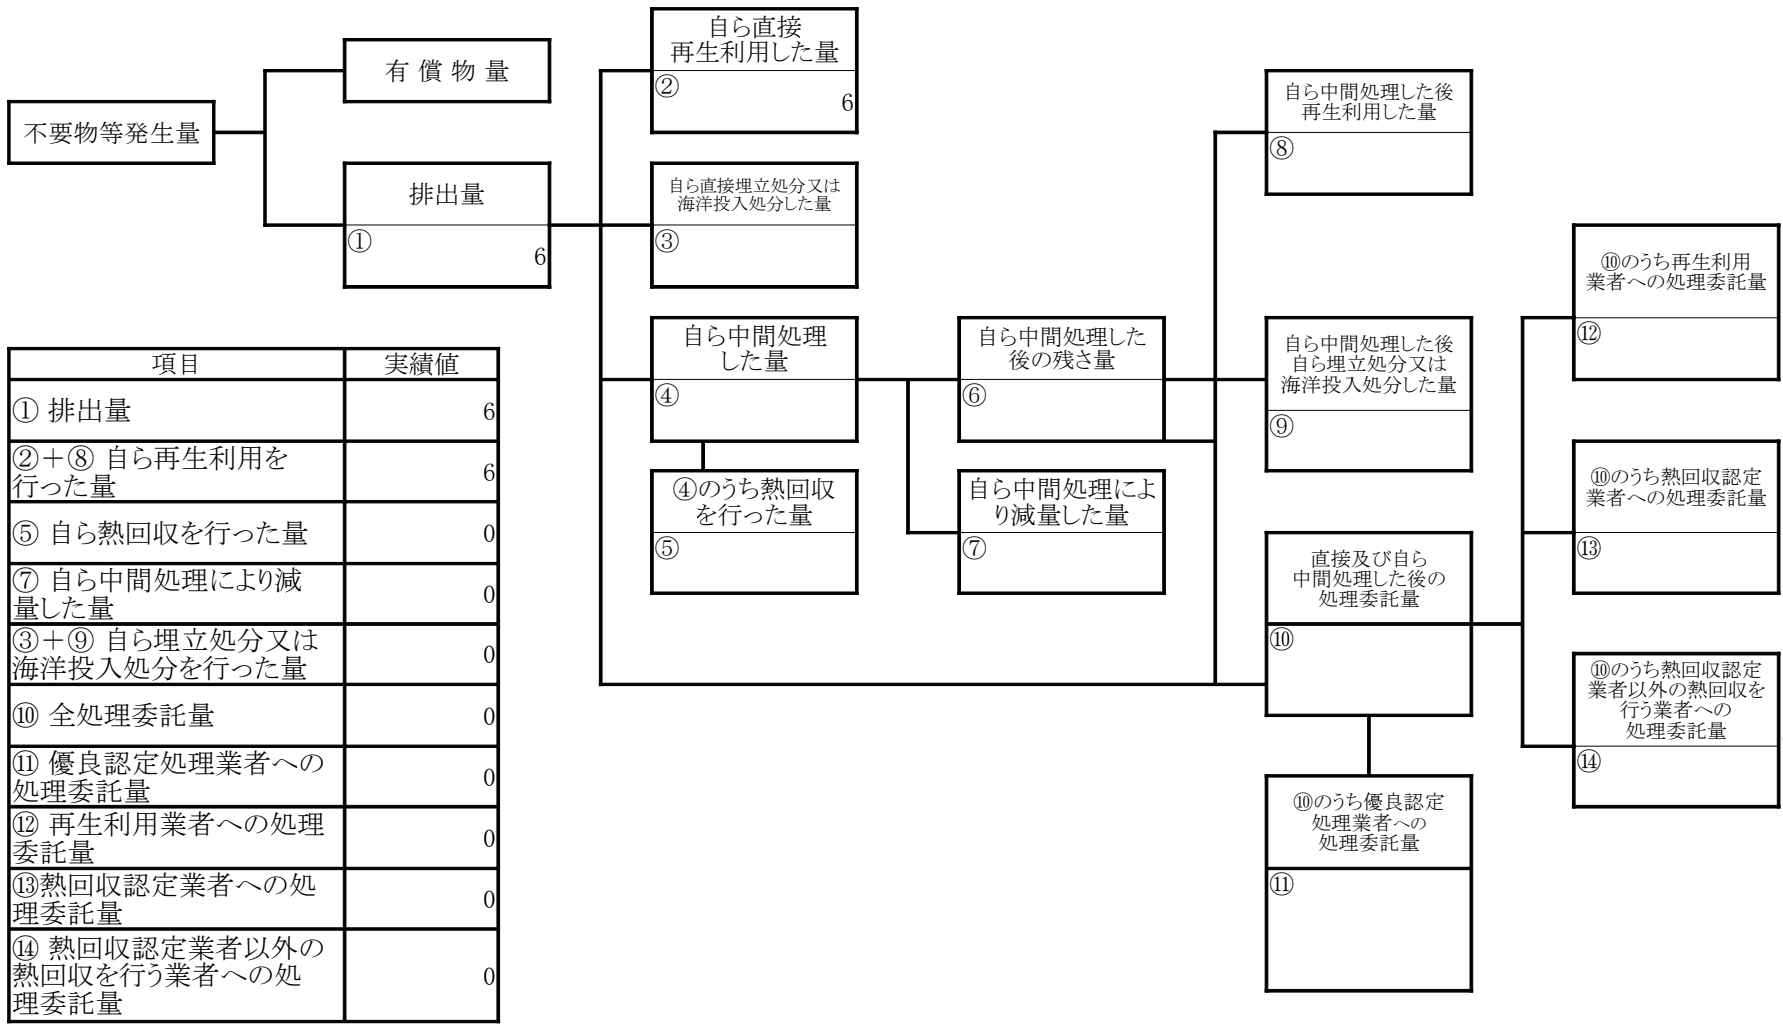 不要物等発生量
有 償 物 量
排出量
①
6
自ら直接
再生利用した量
②
6
自ら直接埋立処分又は
海洋投入処分した量
③
自ら中間処理
した量
④
④のうち熱回収
を行った量
⑤
自ら中間処理した
後の残さ量
⑥
自ら中間処理によ
り減量した量
⑦
自ら中間処理した後
再生利用した量
⑧
自ら中間処理した後
自ら埋立処分又は
海洋投入処分した量
⑨
直接及び自ら
中間処理した後の
処理委託量
⑩
⑩のうち優良認定
処理業者への
処理委託量
⑪
⑩のうち再生利用
業者への処理委託量
⑫
⑩のうち熱回収認定
業者への処理委託量
⑬
⑩のうち熱回収認定
業者以外の熱回収を
行う業者への
処理委託量
⑭
項目 実績値
① 排出量 6
②+⑧ 自ら再生利用を
行った量 6
⑤ 自ら熱回収を行った量 0
⑦ 自ら中間処理により減
量した量 0
③+⑨ 自ら埋立処分又は
海洋投入処分を行った量 0
⑩ 全処理委託量 0
⑪ 優良認定処理業者への
処理委託量 0
⑫ 再生利用業者への処理
委託量 0
⑬熱回収認定業者への処
理委託量 0
⑭ 熱回収認定業者以外の
熱回収を行う業者への処
理委託量 0